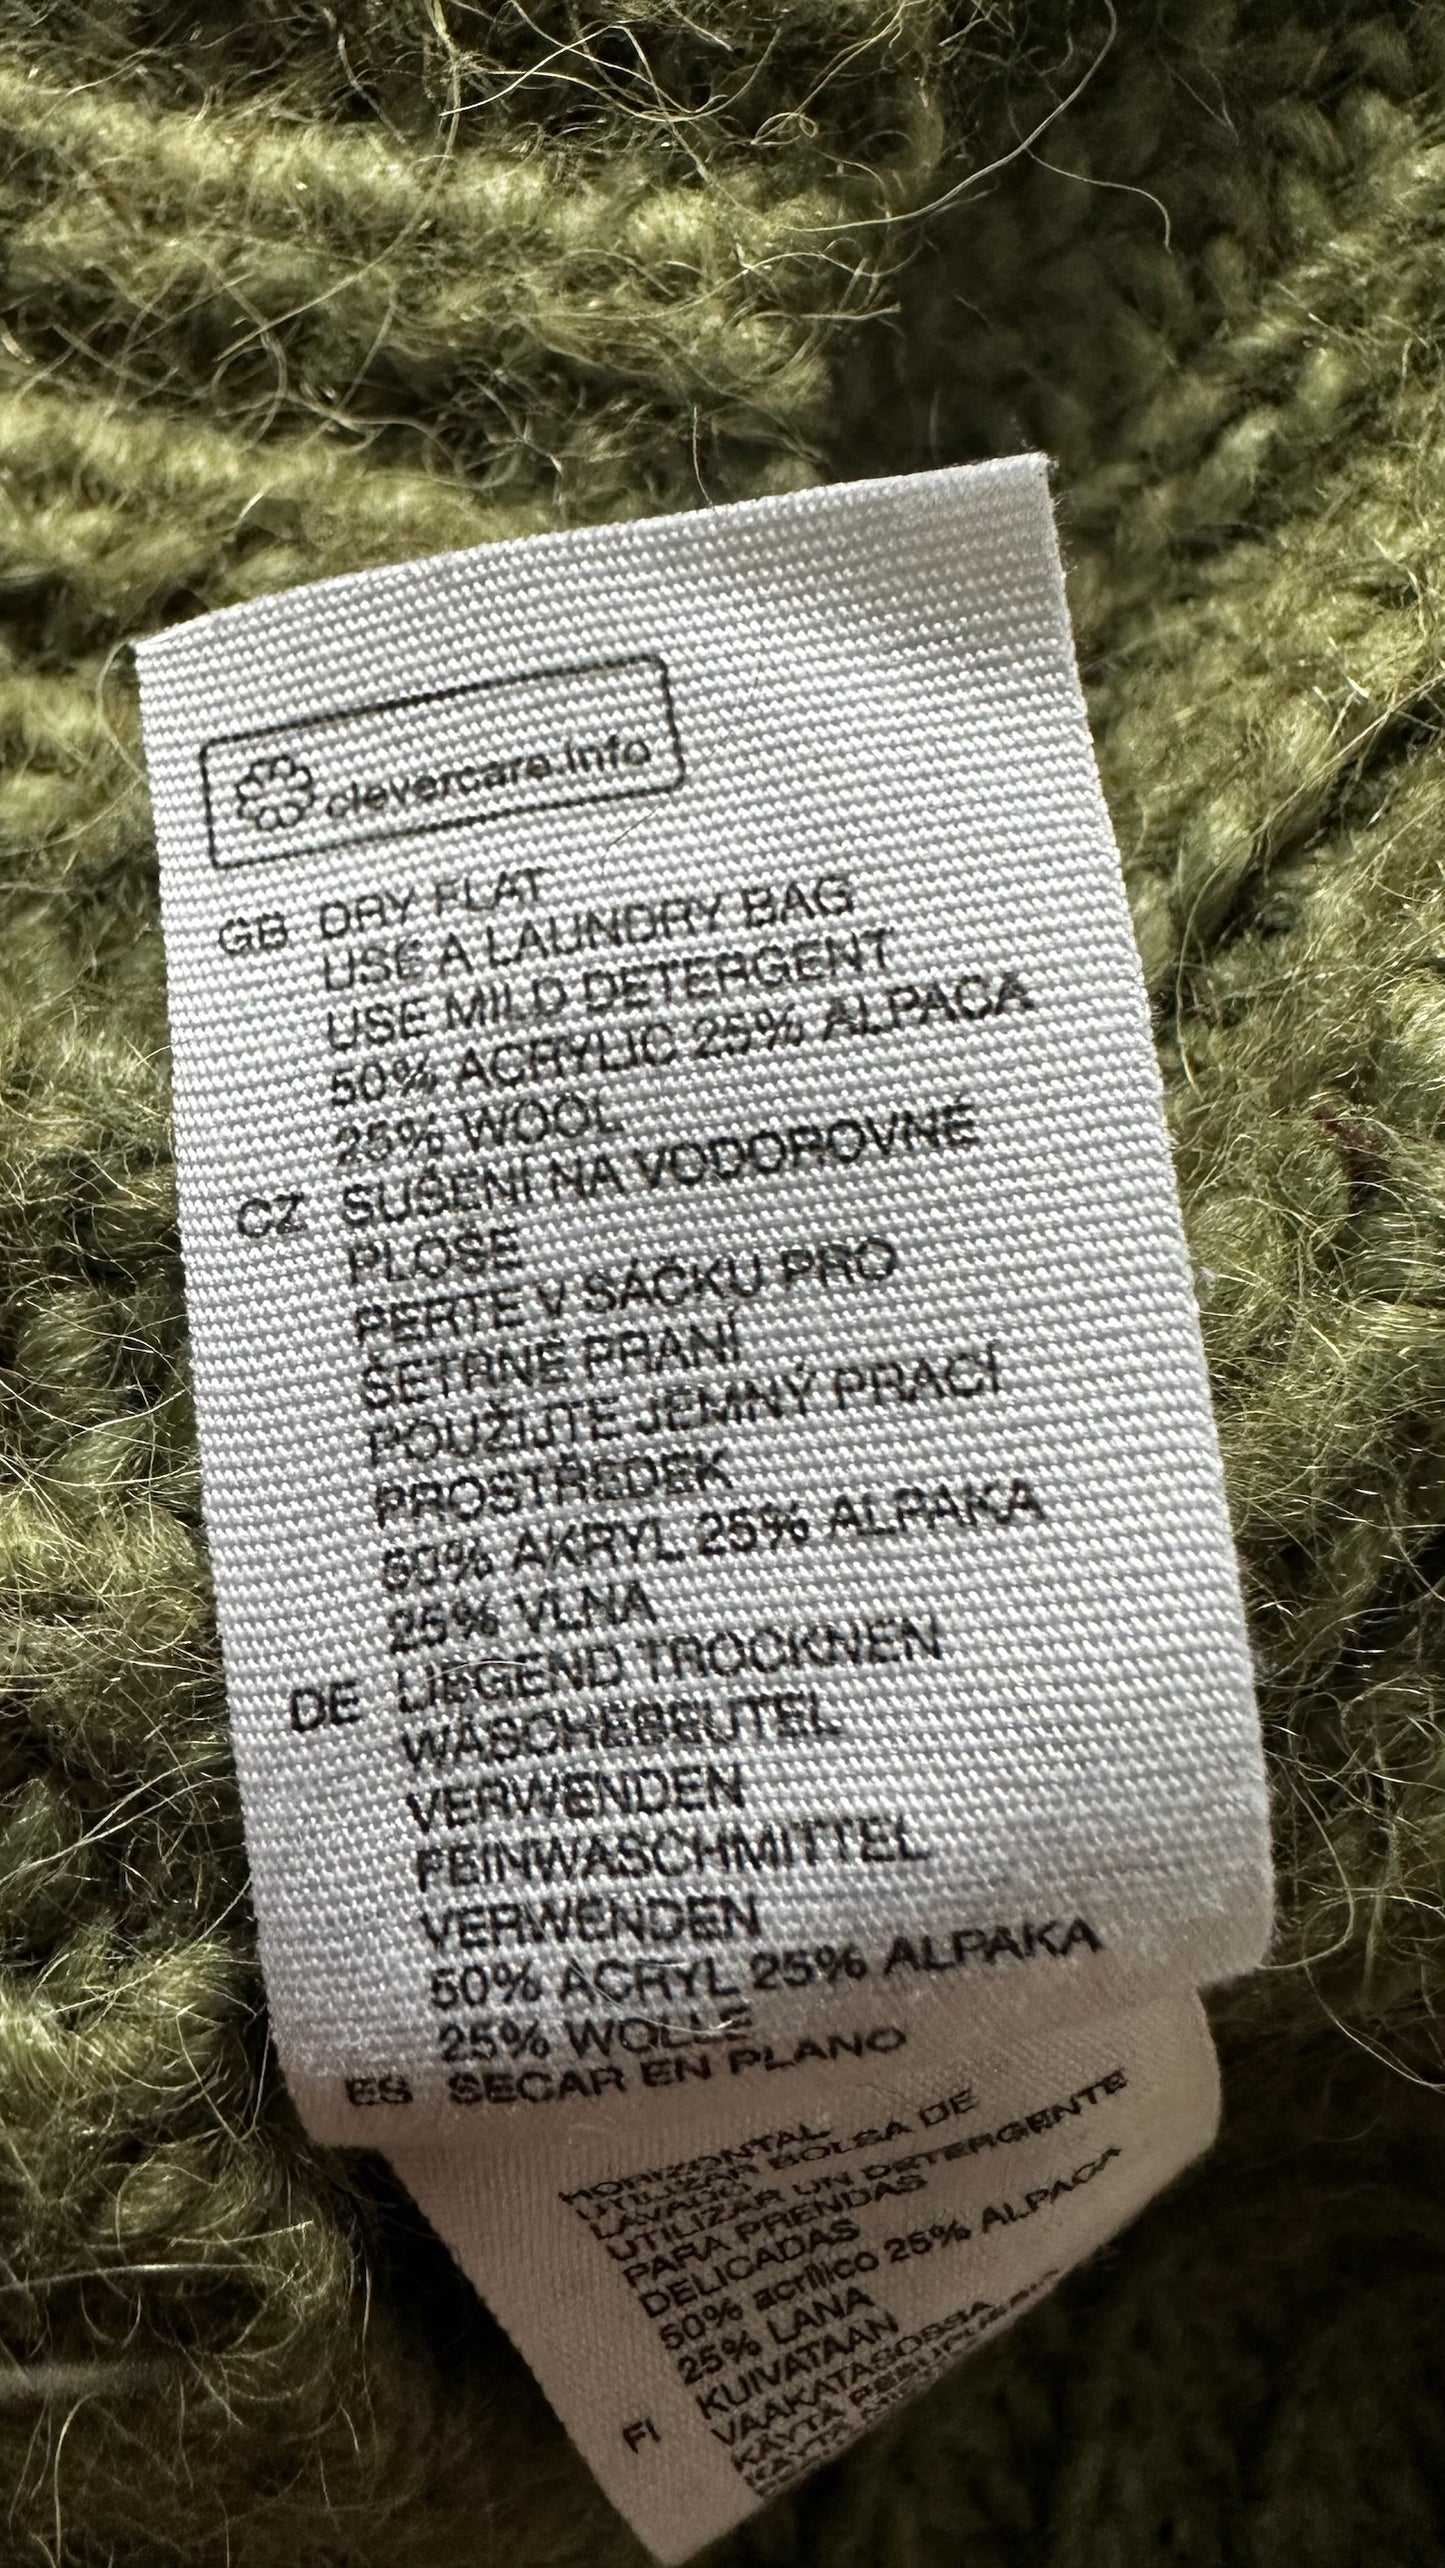 clevercare.info
GB DRY FLAT
USE A LAUNDRY BAG
USE MILD DETERGENT
50% ACRYLIC 25% ALPACA
25% WOOL
CZ SUŠENÍ NA VODOROVNÉ
PLOŠE
PERTE V SÁČKU PRO
ŠETRNÉ PRANÍ
POUŽIJTE JEMNÝ PRACÍ
PROSTŘEDEK
50% AKRYL 25% ALPAKA
25% VLNA
DE LIEGEND TROCKNEN
WÄSCHEBEUTEL
VERWENDEN
FEINWASCHMITTEL
VERWENDEN
50% ACRYL 25% ALPAKA
25% WOLLE
ES SECAR EN PLANO
HORIZONTAL
UTILIZAR BOLSA DE
LAVADO
UTILIZAR UN DETERGENTE
PARA PRENDAS
DELICADAS
50% acrílico 25% ALPACA
25% LANA
FI KUIVATAAN
VAAKATASOSSA
KÄYTÄ